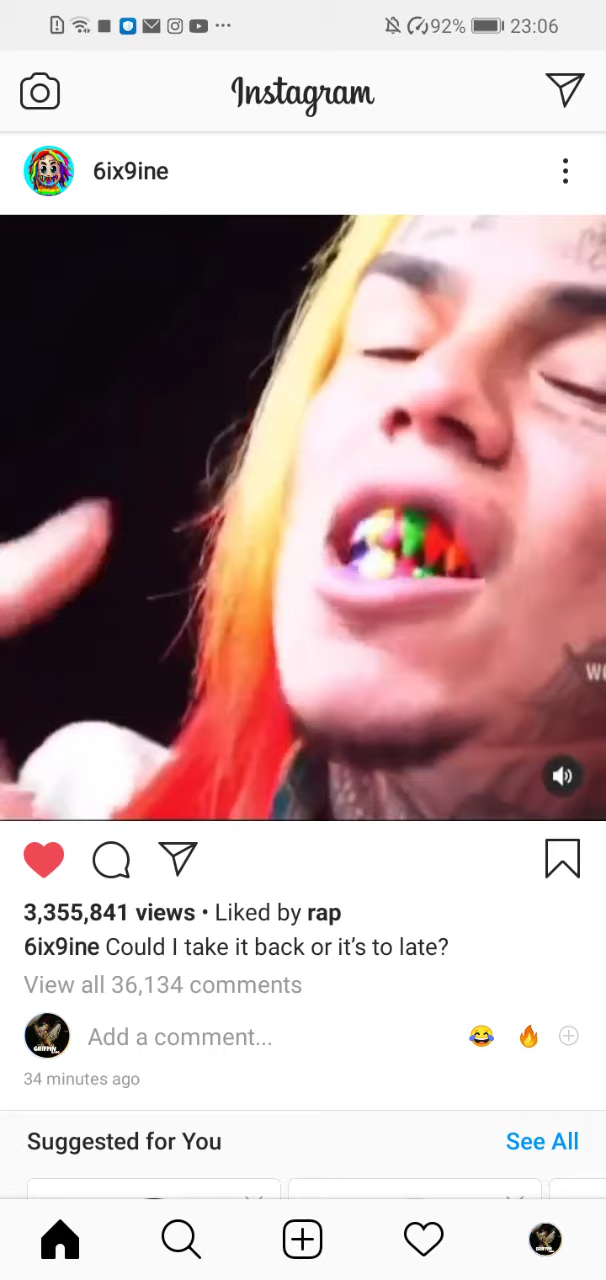 92% 23:06
Instagram
6ix9ine
3,355,841 views • Liked by rap
6ix9ine Could I take it back or it's to late?
View all 36,134 comments
Add a comment...
34 minutes ago
Suggested for You See All